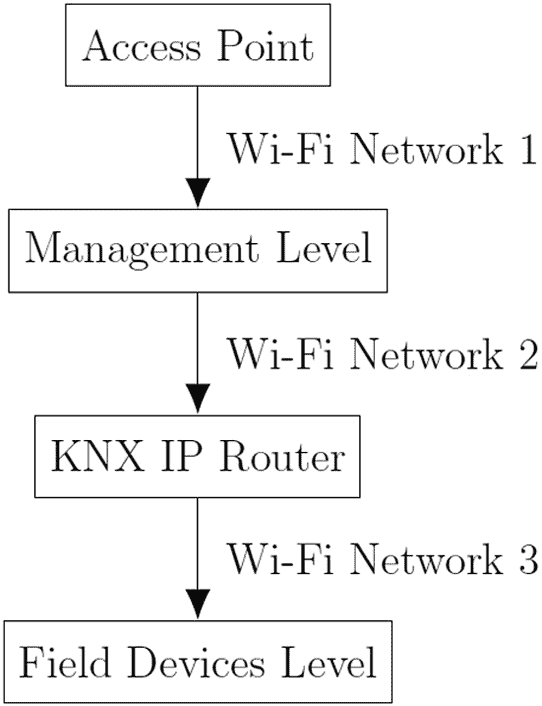 Access Point
Wi-Fi Network 1
Management Level
Wi-Fi Network 2
KNX IP Router
Wi-Fi Network 3
Field Devices Level